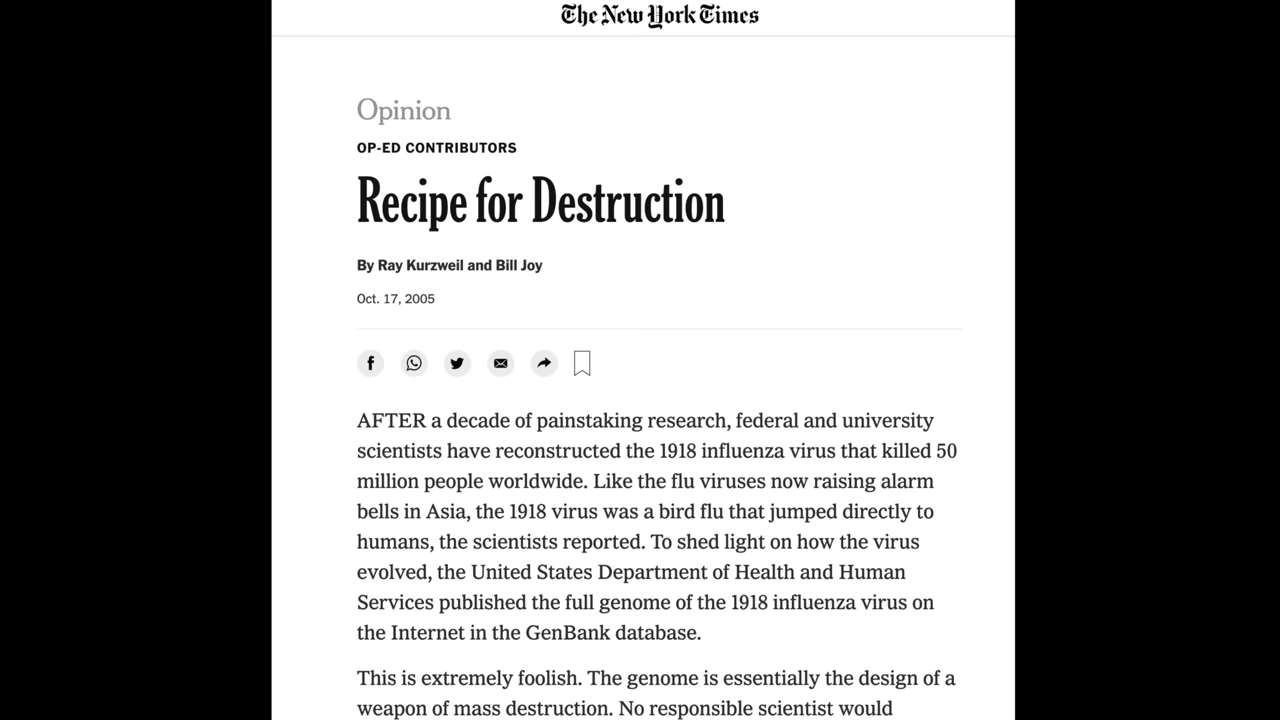 The New York Times
Opinion
OP-ED CONTRIBUTORS
Recipe for Destruction
By Ray Kurzweil and Bill Joy
Oct. 17, 2005
AFTER a decade of painstaking research, federal and university
scientists have reconstructed the 1918 influenza virus that killed 50
million people worldwide. Like the flu viruses now raising alarm
bells in Asia, the 1918 virus was a bird flu that jumped directly to
humans, the scientists reported. To shed light on how the virus
evolved, the United States Department of Health and Human
Services published the full genome of the 1918 influenza virus on
the Internet in the GenBank database.
This is extremely foolish. The genome is essentially the design of a
weapon of mass destruction. No responsible scientist would